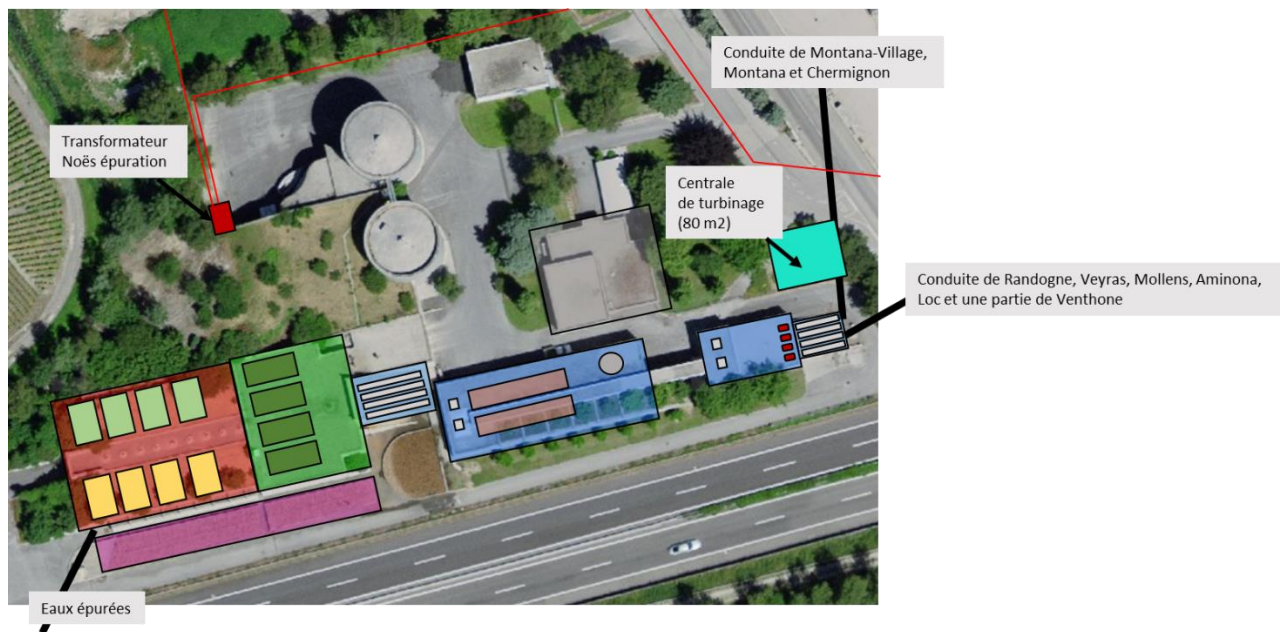 Conduite de Montana-Village,
Montana et Chermignon
Transformateur
Noës épuration
Centrale
de turbinage
(80 m2)
Conduite de Randogne, Veyras, Mollens, Aminona,
Loc et une partie de Venthone
Eaux épurées